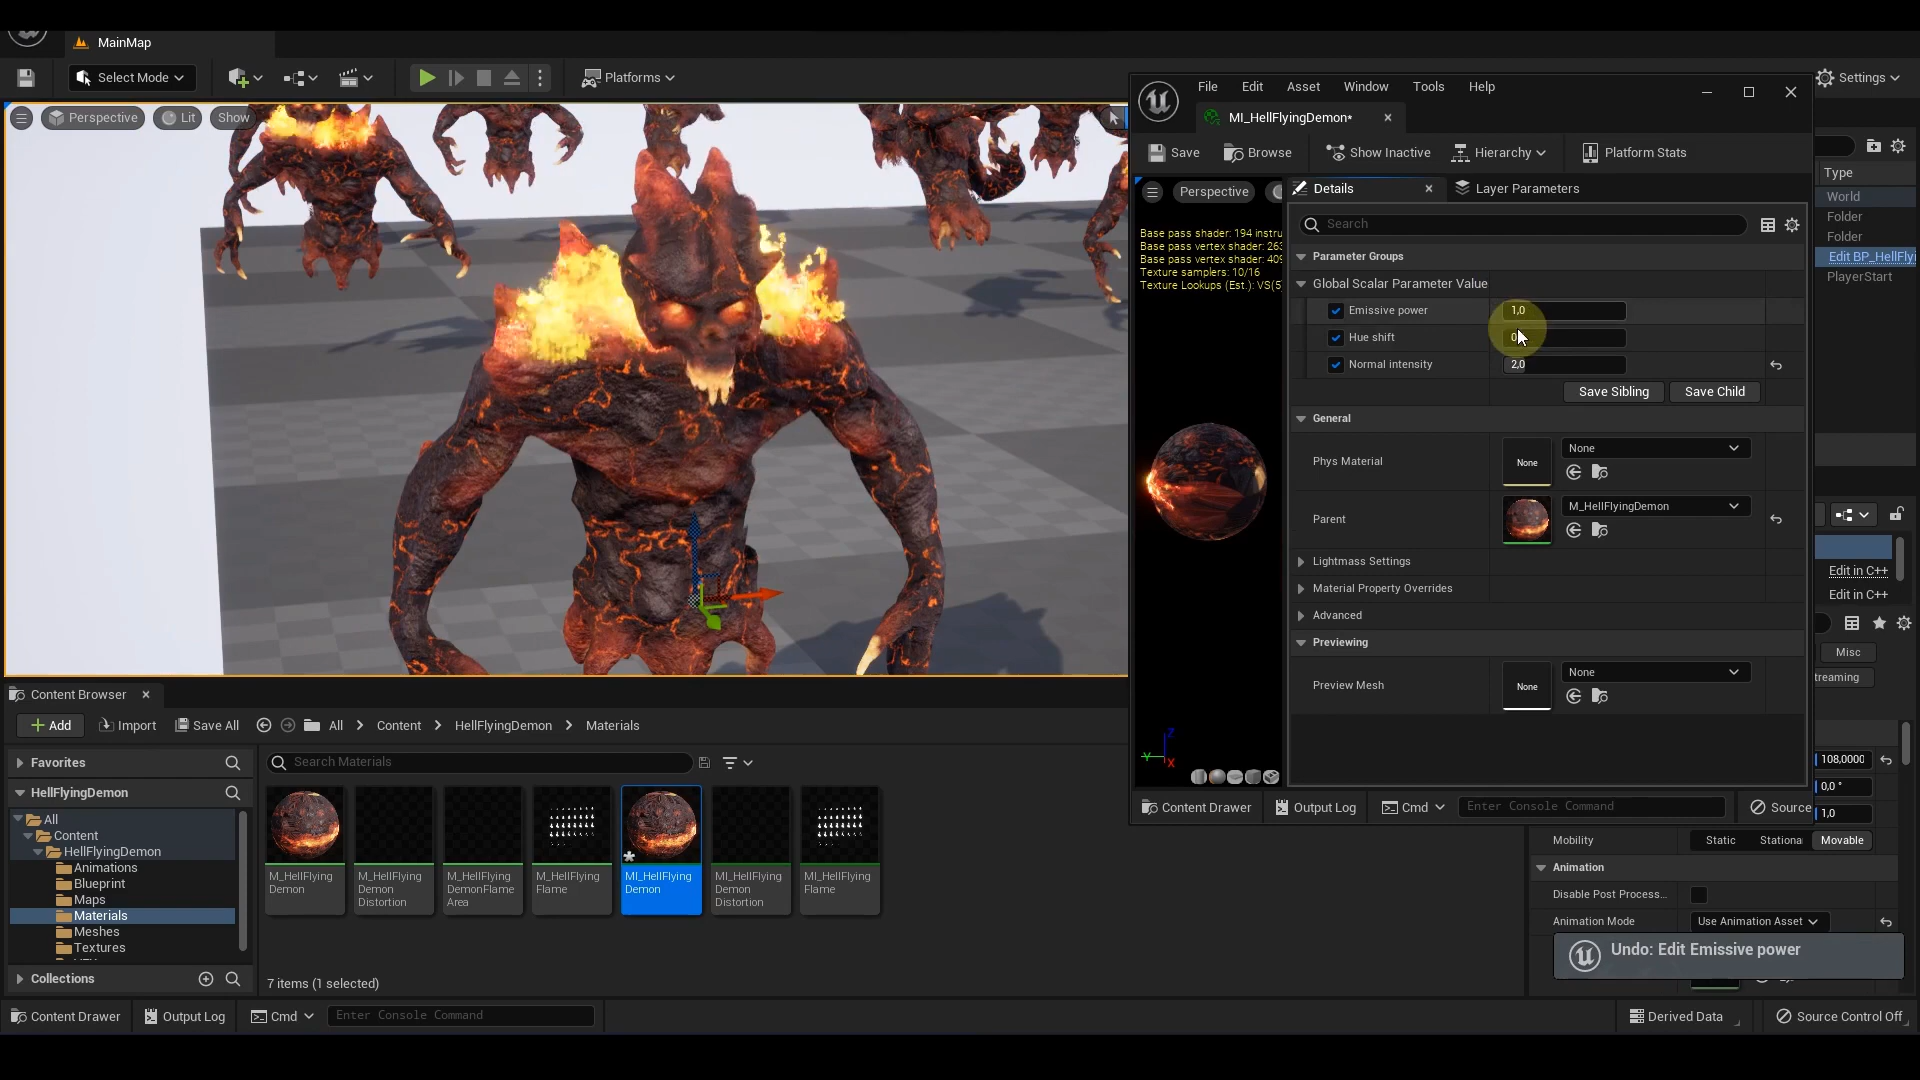 MainMap
Select Mode
Platforms
Settings
Perspective
Lit
Show
File
Edit
Asset
Window
Tools
Help
MI_HellFlyingDemon*
Save
Browse
Show Inactive
Hierarchy
Platform Stats
Perspective
Details
Layer Parameters
Base pass shader: 194 instru
Base pass vertex shader: 263
Base pass vertex shader: 409
Texture samplers: 10/16
Texture Lookups (Est.): VS(5)
Search
Parameter Groups
Global Scalar Parameter Value
Emissive power
1,0
Hue shift
Normal intensity
2,0
Save Sibling
Save Child
General
Phys Material
None
None
Parent
M_HellFlyingDemon
Lightmass Settings
Material Property Overrides
Advanced
Previewing
Preview Mesh
None
None
Z
Y
X
Content Drawer
Output Log
Cmd
Enter Console Command
Source
Type
World
Folder
Folder
Edit BP_HellFlyi
PlayerStart
Edit in C++
Edit in C++
Misc
treaming
108,0000
0,0 °
1,0
Mobility
Static
Stationa
Movable
Animation
Disable Post Process...
Animation Mode
Use Animation Asset
Undo: Edit Emissive power
Content Browser
Add
Import
Save All
All
Content
HellFlyingDemon
Materials
Favorites
Search Materials
HellFlyingDemon
All
Content
HellFlyingDemon
Animations
Blueprint
Maps
Materials
Meshes
Textures
Collections
M_HellFlying
Demon
M_HellFlying
Demon
Distortion
M_HellFlying
DemonFlame
Area
M_HellFlying
Flame
MI_HellFlying
Demon
MI_HellFlying
Demon
Distortion
MI_HellFlying
Flame
7 items (1 selected)
Content Drawer
Output Log
Cmd
Enter Console Command
Derived Data
Source Control Off